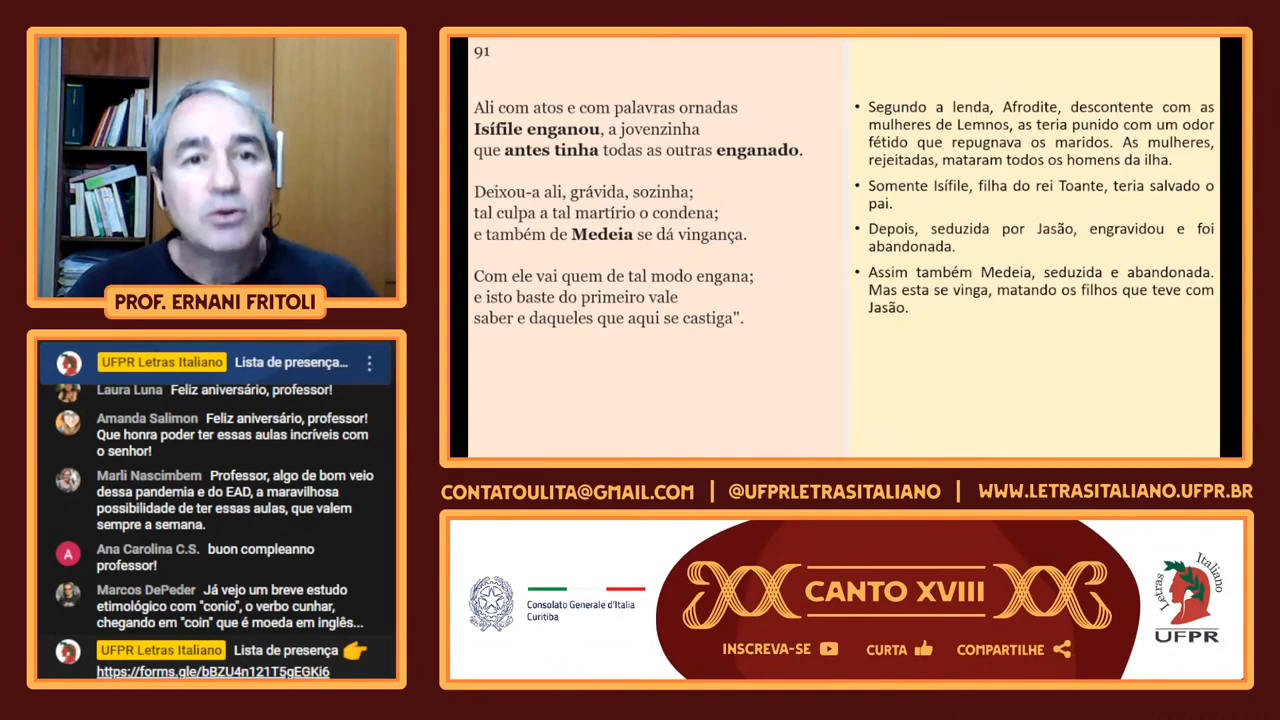 PROF. ERNANI FRITOLI
UFPR Letras Italiano Lista de presença...
Laura Luna Feliz aniversário, professor!
Amanda Salimon Feliz aniversário, professor!
Que honra poder ter essas aulas incríveis com
o senhor!
Marli Nascimbem Professor, algo de bom veio
dessa pandemia e do EAD, a maravilhosa
possibilidade de ter essas aulas, que valem
sempre a semana.
A
Ana Carolina C.S. buon compleanno
professor!
Marcos DePeder Já vejo um breve estudo
etimológico com "conio", o verbo cunhar,
chegando em "coin" que é moeda em inglês...
UFPR Letras Italiano Lista de presença
https://forms.gle/bBZU4n121T5gEGKi6
91
Ali com atos e com palavras ornadas
Isífile enganou, a jovenzinha
que antes tinha todas as outras enganado.
Deixou-a ali, grávida, sozinha;
tal culpa a tal martírio o condena;
e também de Medeia se dá vingança.
Com ele vai quem de tal modo engana;
e isto baste do primeiro vale
saber e daqueles que aqui se castiga".
• Segundo a lenda, Afrodite, descontente com as
mulheres de Lemnos, as teria punido com um odor
fétido que repugnava os maridos. As mulheres,
rejeitadas, mataram todos os homens da ilha.
• Somente Isífile, filha do rei Toante, teria salvado o
pai.
• Depois, seduzida por Jasão, engravidou e foi
abandonada.
• Assim também Medeia, seduzida e abandonada.
Mas esta se vinga, matando os filhos que teve com
Jasão.
CONTATOULITA@GMAIL.COM | @UFPRLETRASITALIANO | WWW.LETRASITALIANO.UFPR.BR
Consolato Generale d'Italia
Curitiba
CANTO XVIII
INSCREVA-SE CURTA COMPARTILHE
Letras Italiano
UFPR